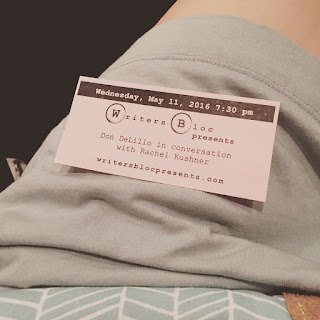 Wednesday, May 11, 2016 7:30 pm
Writers Bloc
presents
Don DeLillo in conversation
with Rachel Kushner
writersblocpresents.com